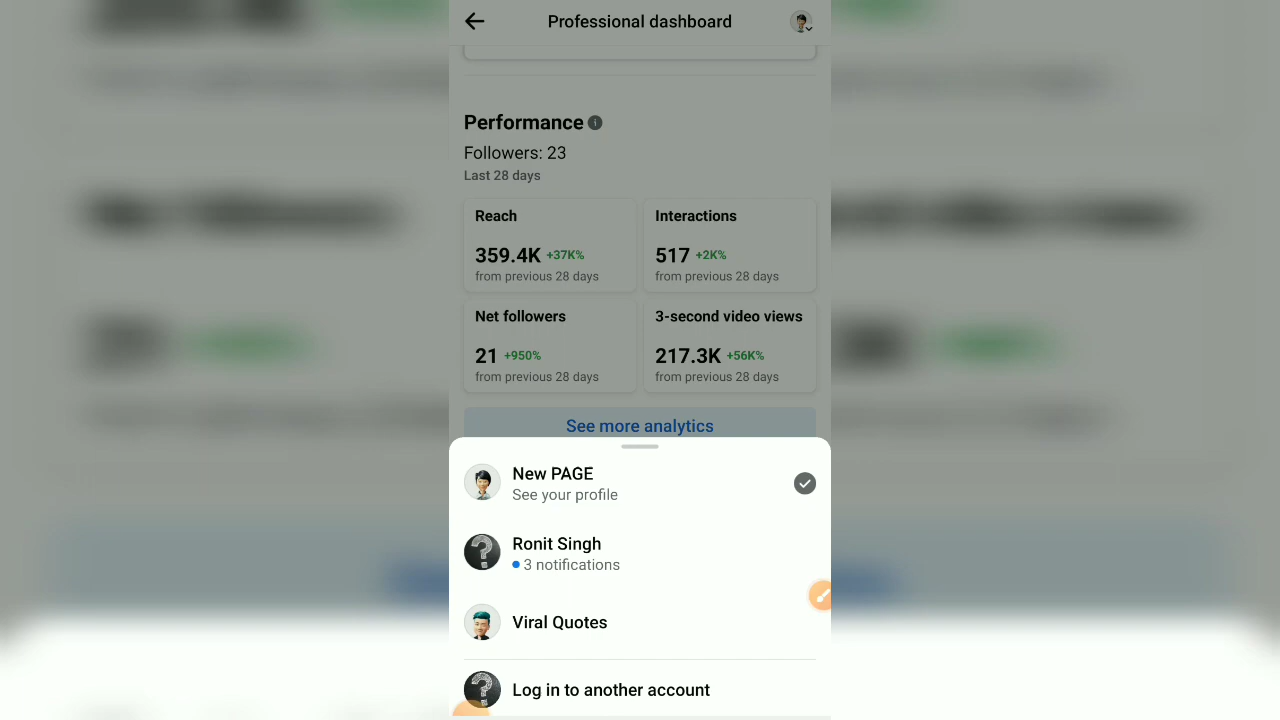 Professional dashboard
Performance
Followers: 23
Last 28 days
Reach
359.4K +37K%
from previous 28 days
Interactions
517 +2K%
from previous 28 days
Net followers
21 +950%
from previous 28 days
3-second video views
217.3K +56K%
from previous 28 days
See more analytics
New PAGE
See your profile
Ronit Singh
3 notifications
Viral Quotes
Log in to another account